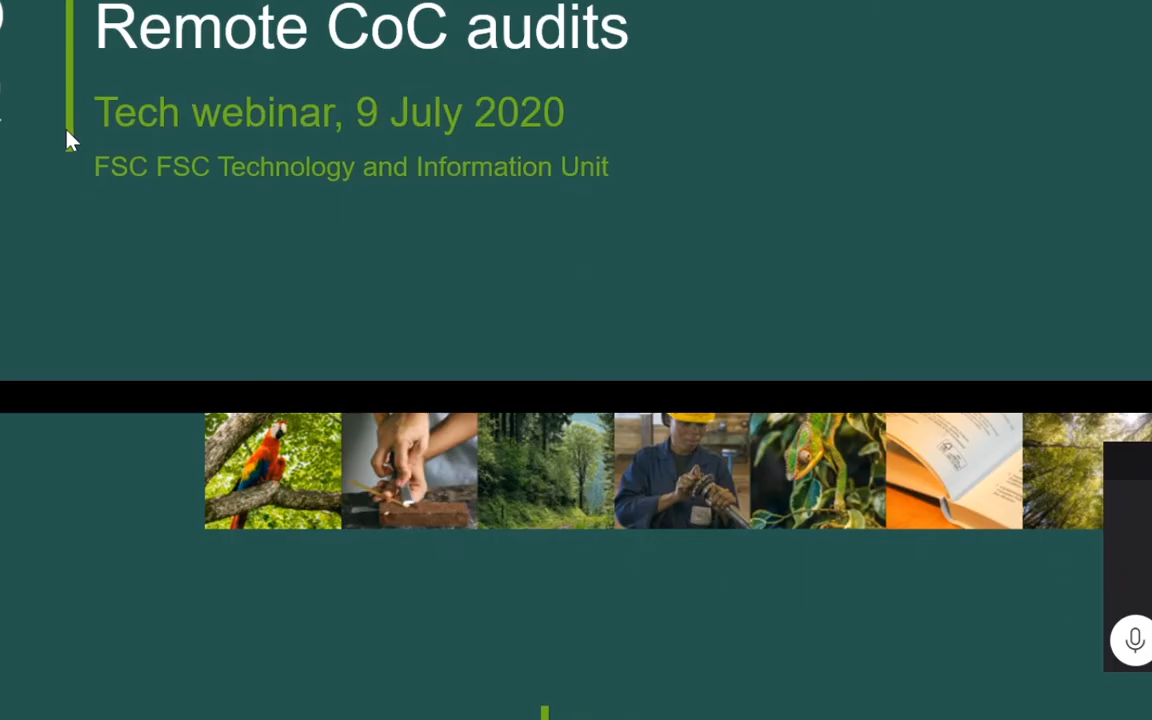 Remote CoC audits
Tech webinar, 9 July 2020
FSC FSC Technology and Information Unit